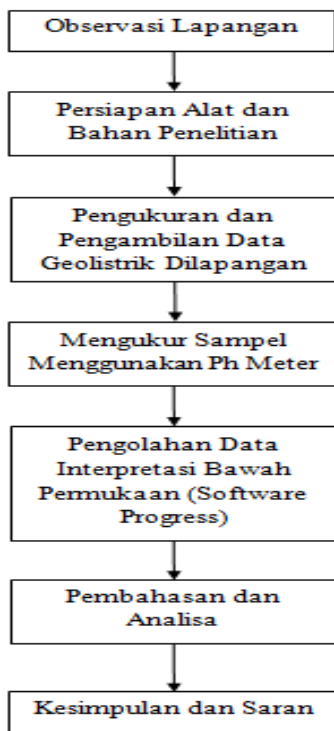 Observasi Lapangan
Persiapan Alat dan
Bahan Penelitian
Pengukuran dan
Pengambilan Data
Geolistrik Dilapangan
Mengukur Sampel
Menggunakan Ph Meter
Pengolahan Data
Interpretasi Bawah
Permukaan (Software
Progress)
Pembahasan dan
Analisa
Kesimpulan dan Saran